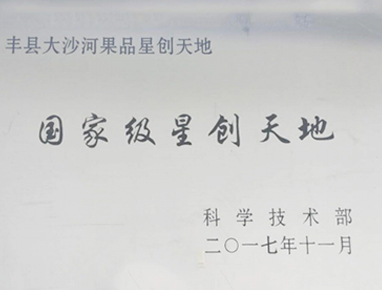 丰县大沙河果品星创天地
国家级星创天地
科学技术部
二〇一七年十一月